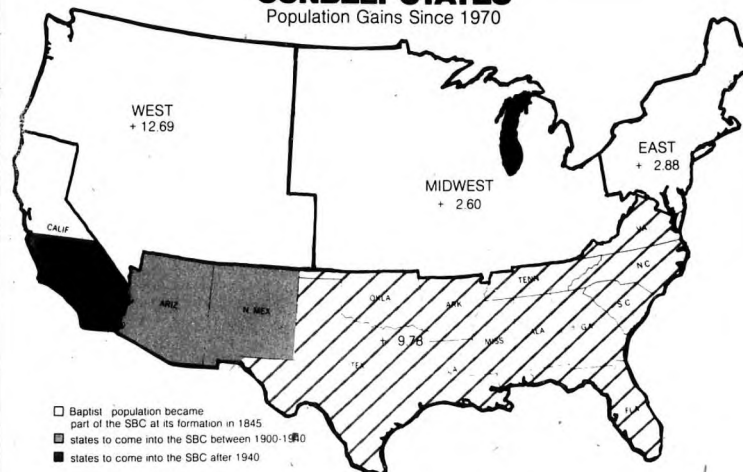 SUNBELT STATES
Population Gains Since 1970
WEST
+ 12.69
MIDWEST
+ 2.60
EAST
+ 2.88
CALIF
ARIZ
N. MEX
OKLA
TEX
ARK
LA
+ 9.78
MISS
TENN
ALA
GA
FLA
S C
N C
VA
Baptist population became
part of the SBC at its formation in 1845
states to come into the SBC between 1900-1940
states to come into the SBC after 1940